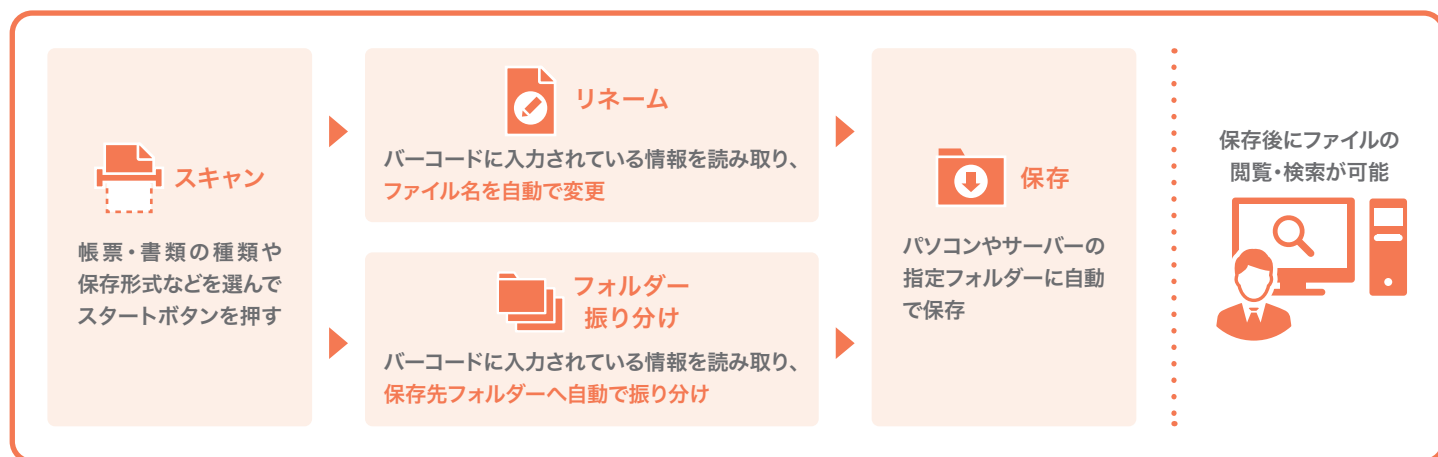 スキャン
帳票・書類の種類や
保存形式などを選んで
スタートボタンを押す
リネーム
バーコードに入力されている情報を読み取り、
ファイル名を自動で変更
フォルダー
振り分け
バーコードに入力されている情報を読み取り、
保存先フォルダーへ自動で振り分け
保存
パソコンやサーバーの
指定フォルダーに自動
で保存
保存後にファイルの
閲覧・検索が可能